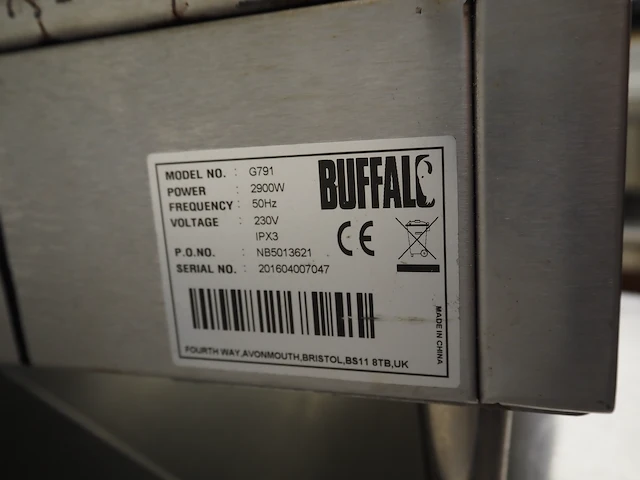 BUFFALO
MODEL NO. : G791
POWER : 2900W
FREQUENCY : 50Hz
VOLTAGE : 230V
IPX3
CE
P.O.NO. : NB5013621
SERIAL NO. : 201604007047
MADE IN CHINA
FOURTH WAY,AVONMOUTH,BRISTOL,BS11 8TB,UK